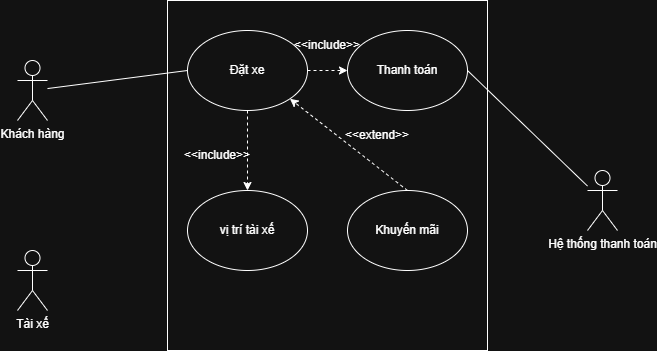 <<include>>
Đặt xe
Thanh toán
Khách hàng
<<extend>>
<<include>>
vị trí tài xế
Khuyến mãi
Hệ thống thanh toán
Tài xế